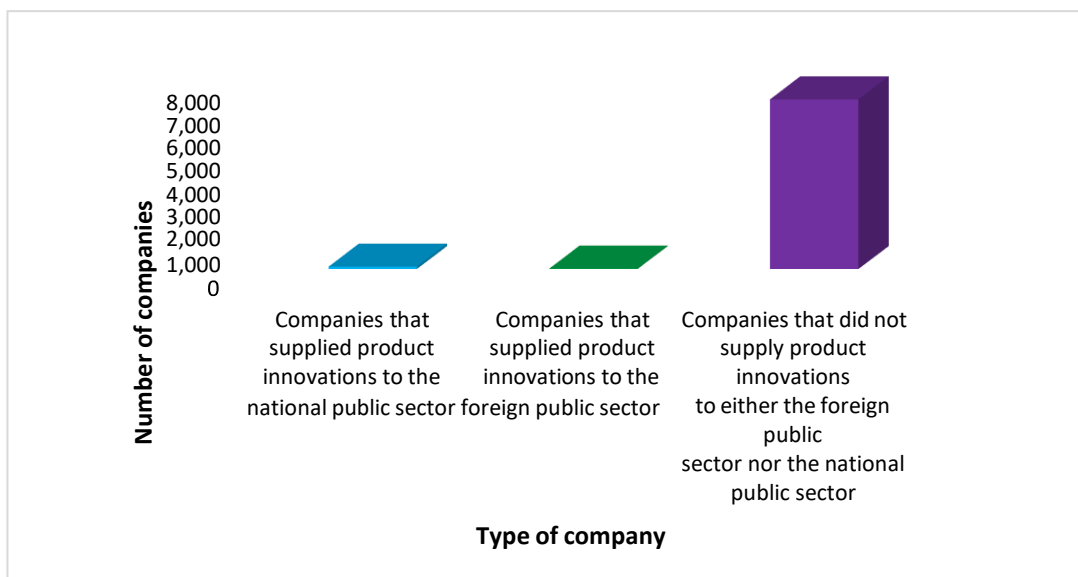 8,000
7,000
6,000
5,000
4,000
3,000
2,000
1,000
0
Number of companies
Companies that
supplied product
innovations to the
national public sector
Companies that
supplied product
innovations to the
foreign public sector
Companies that did not
supply product
innovations
to either the foreign
public
sector nor the national
public sector
Type of company